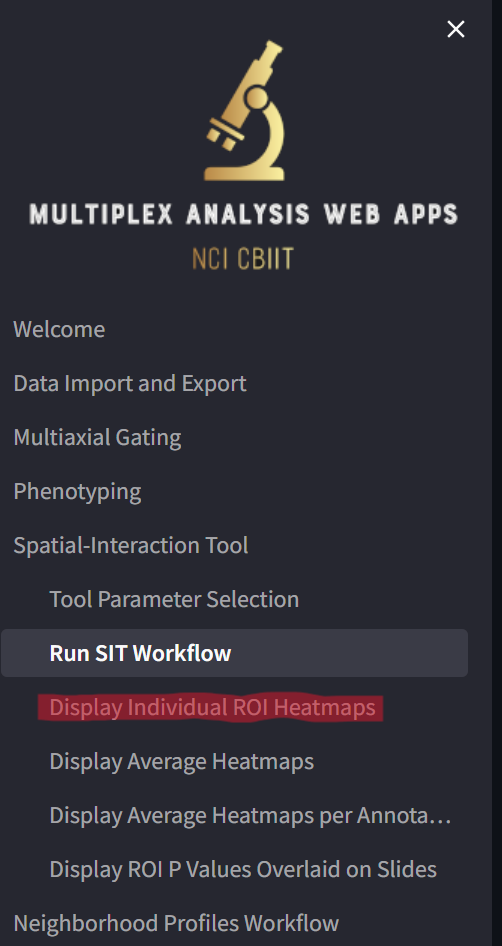 MULTIPLEX ANALYSIS WEB APPS
NCI CBIIT
Welcome
Data Import and Export
Multiaxial Gating
Phenotyping
Spatial-Interaction Tool
Tool Parameter Selection
Run SIT Workflow
Display Individual ROI Heatmaps
Display Average Heatmaps
Display Average Heatmaps per Annota...
Display ROI P Values Overlaid on Slides
Neighborhood Profiles Workflow